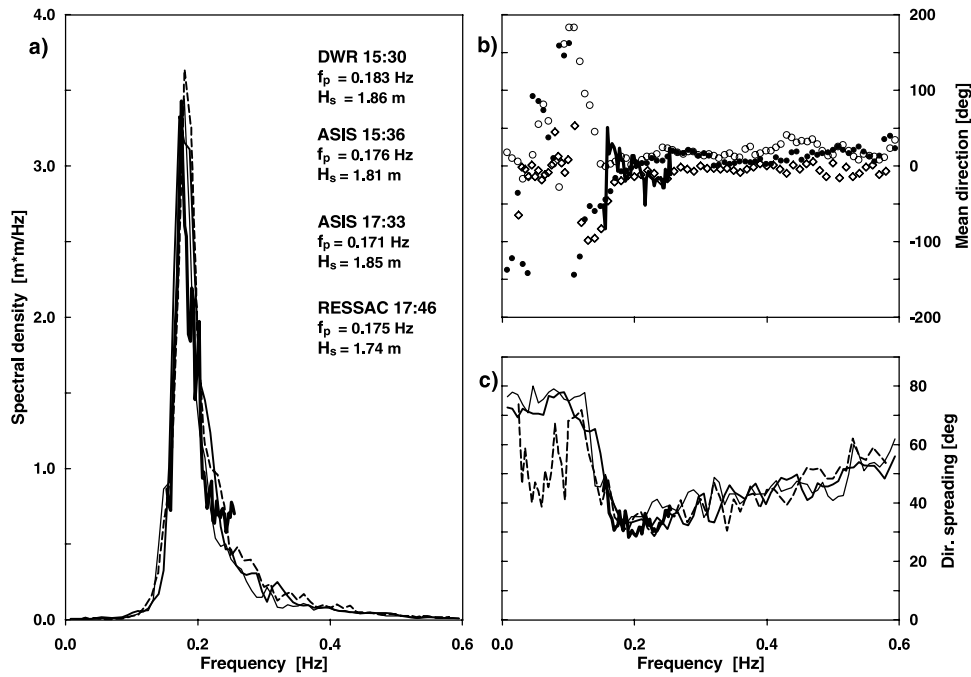 a)
4.0
3.0
2.0
1.0
0.0
Spectral density [m*m/Hz]
DWR 15:30
fp = 0.183 Hz
Hs = 1.86 m
ASIS 15:36
fp = 0.176 Hz
Hs = 1.81 m
ASIS 17:33
fp = 0.171 Hz
Hs = 1.85 m
RESSAC 17:46
fp = 0.175 Hz
Hs = 1.74 m
0.0 0.2 0.4 0.6
Frequency [Hz]
b)
200
100
0
-100
-200
Mean direction [deg]
c)
80
60
40
20
0
Dir. spreading [deg
0.0 0.2 0.4 0.6
Frequency [Hz]